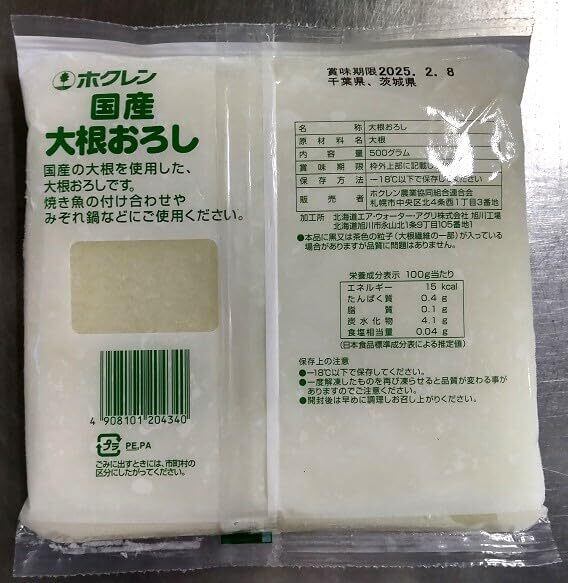 ホクレン
国産
大根おろし
国産の大根を使用した、
大根おろしです。
焼き魚の付け合わせや
みぞれ鍋などにご使用ください。
4 908101 204340
プラ PE,PA
ごみに出すときには、市町村の
区分にしたがってください。
賞味期限2025. 2. 8
千葉県、茨城県
名称 大根おろし
原材料名 大根
内容量 500グラム
賞味期限 枠外上部に記載し
保存方法 −18℃以下で保存してください
販売者 ホクレン農業協同組合連合会
札幌市中央区北4条西1丁目3番地
加工所 北海道エア・ウォーター・アグリ株式会社 旭川工場
北海道旭川市永山北1条9丁目105番地1
●本品に黒又は茶色の粒子(大根繊維の一部)が入っている
場合がありますが品質に問題はありません。
栄養成分表示 100g当たり
エネルギー 15 kcal
たんぱく質 0.4 g
脂質 0.1 g
炭水化物 4.1 g
食塩相当量 0.04 g
(日本食品標準成分表による推定値)
保存上の注意
●−18℃以下で保存してください。
●一度解凍したものを再び凍らせると品質が変わる事が
ありますのでご注意ください。
●開封後は早めに調理しお召し上がりください。